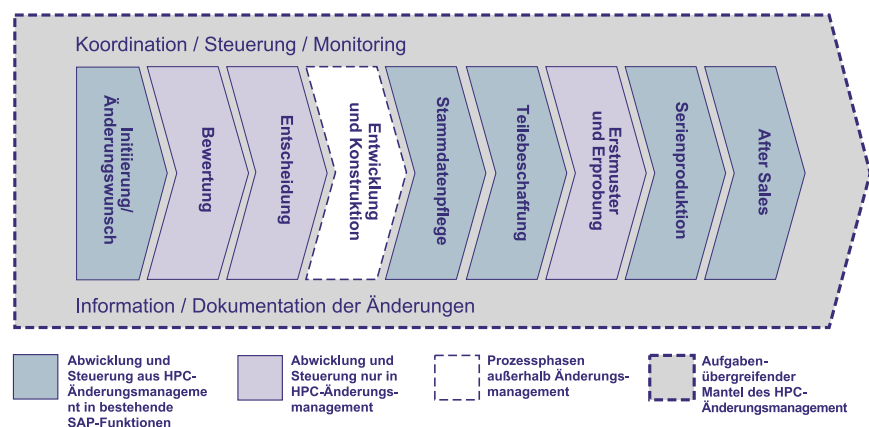 Koordination / Steuerung / Monitoring
Initiierung/
Änderungswunsch
Bewertung
Entscheidung
Entwicklung
und Konstruktion
Stammdatenpflege
Teilebeschaffung
Erstmuster
und Erprobung
Serienproduktion
After Sales
Information / Dokumentation der Änderungen
Abwicklung und
Steuerung aus HPC-
Änderungsmanageme
nt in bestehende
SAP-Funktionen
Abwicklung und
Steuerung nur in
HPC-Änderungs-
management
Prozessphasen
außerhalb Änderungs-
management
Aufgaben-
übergreifender
Mantel des HPC-
Änderungsmanagement